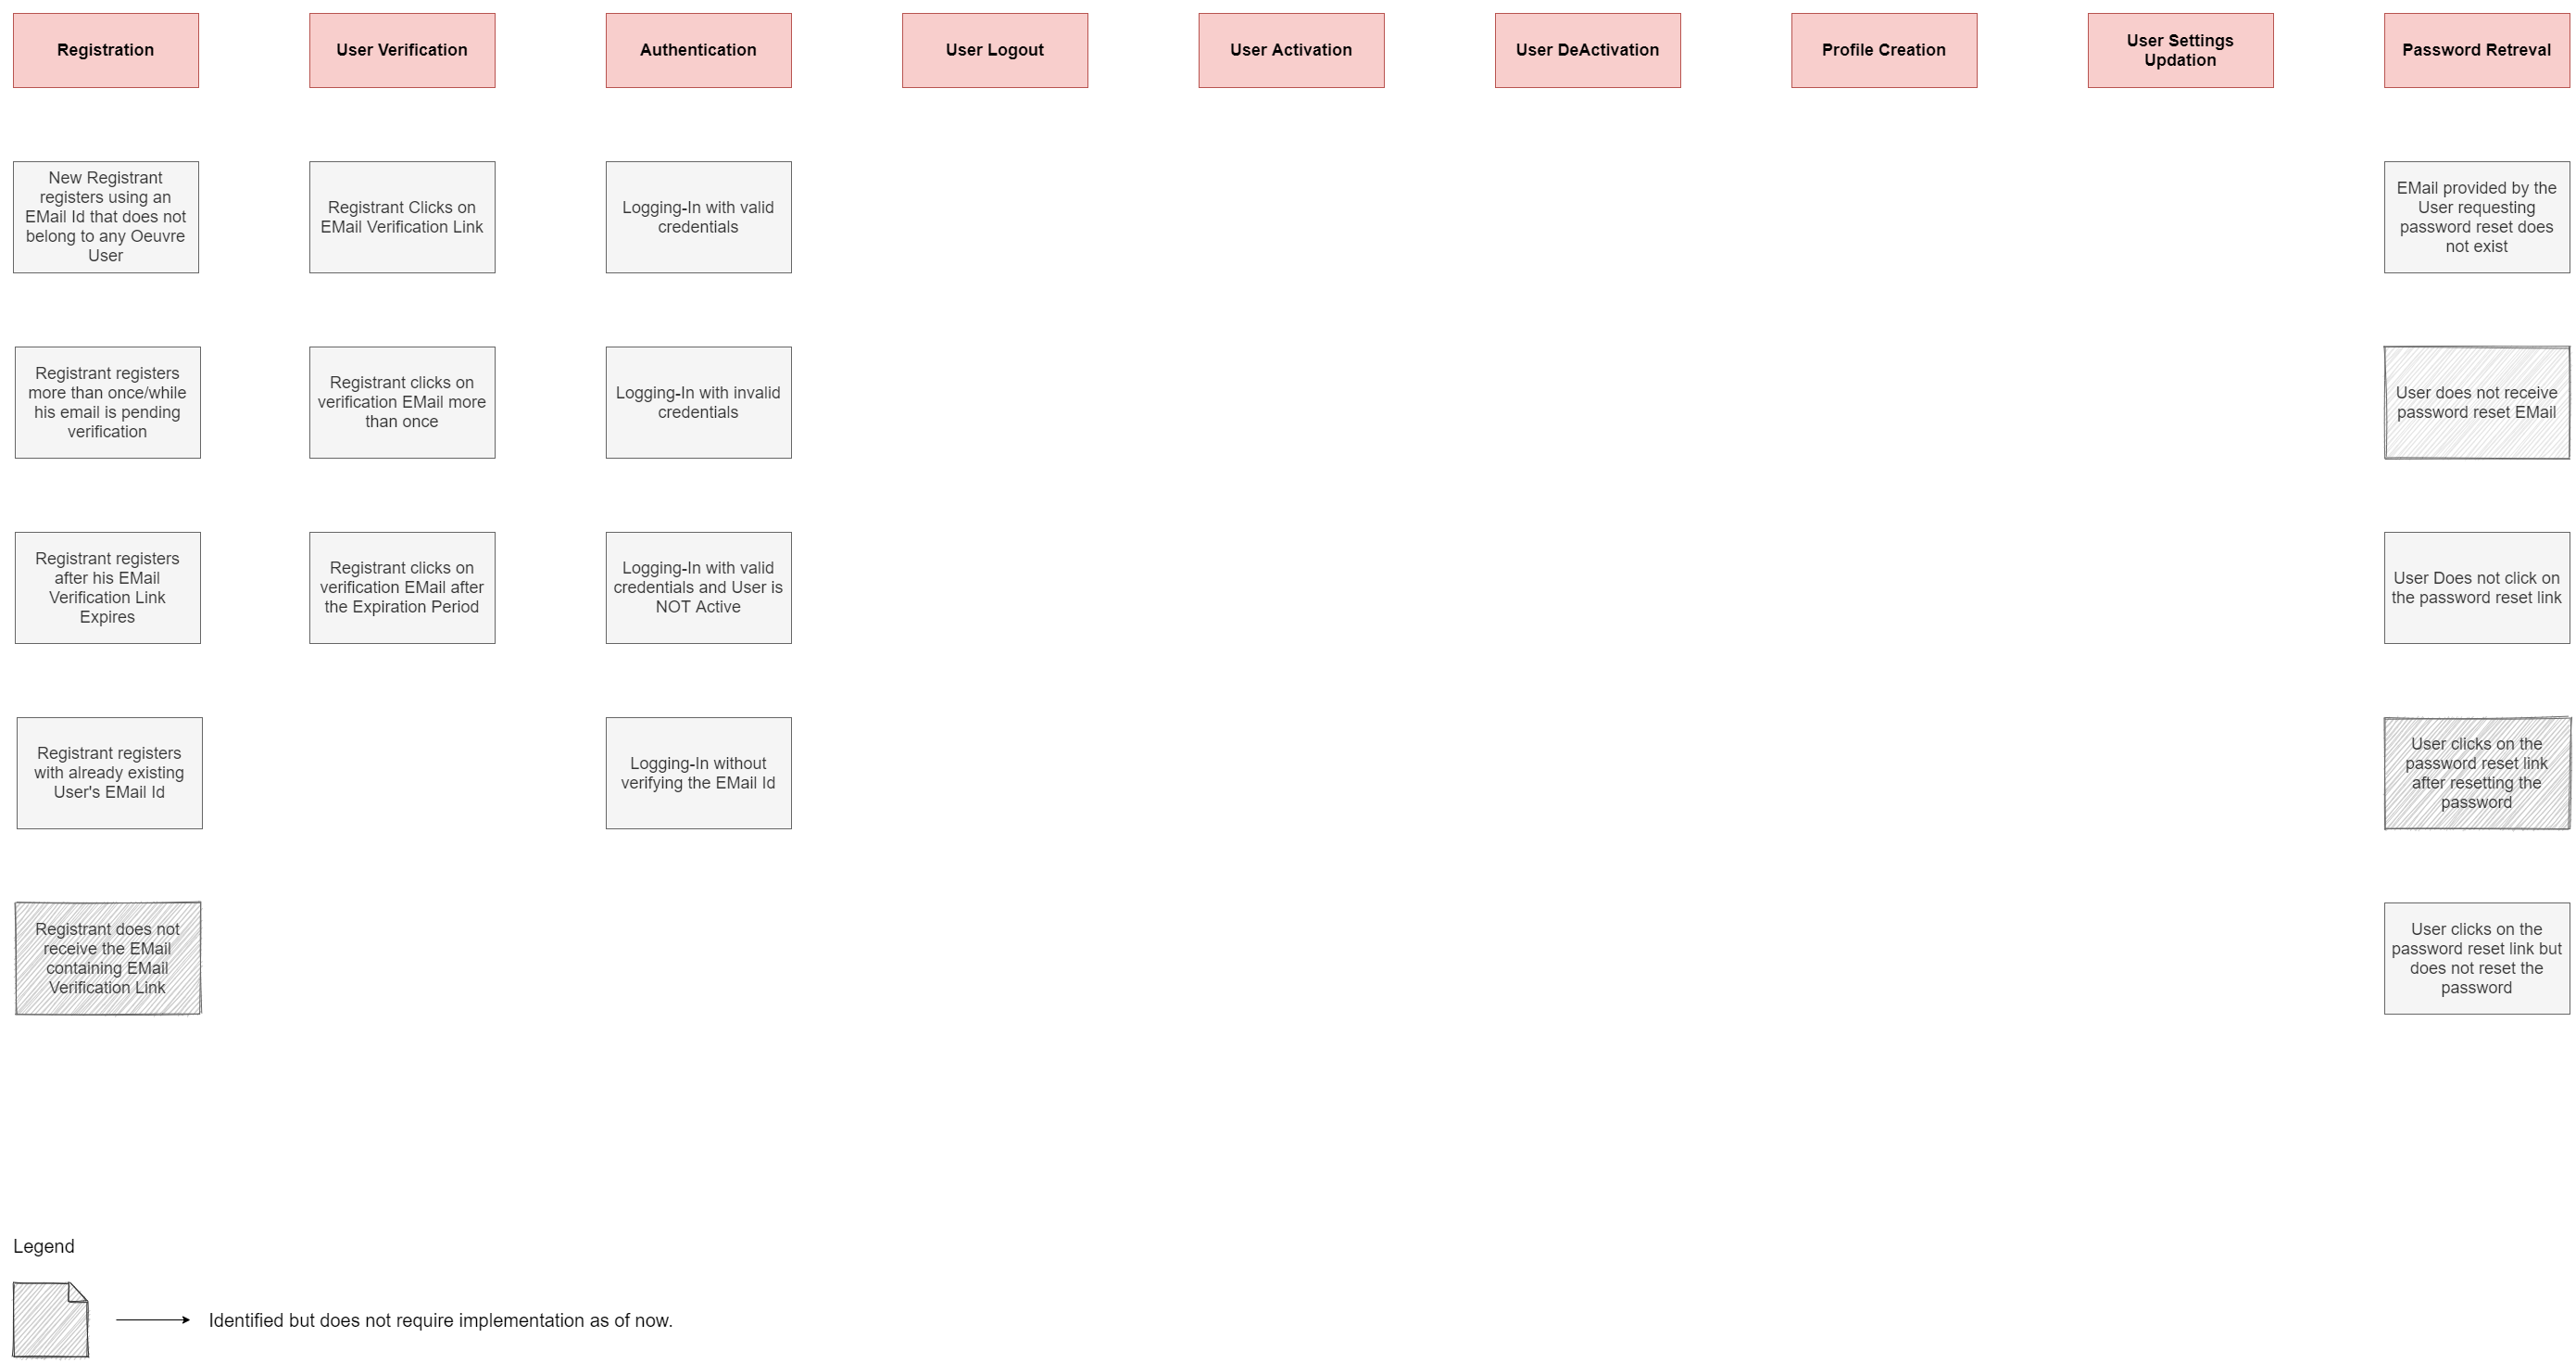 Registration
User Verification
Authentication
User Logout
User Activation
User DeActivation
Profile Creation
User Settings
Updation
Password Retreval
New Registrant
registers using an
EMail Id that does not
belong to any Oeuvre
User
Registrant Clicks on
EMail Verification Link
Logging-In with valid
credentials
EMail provided by the
User requesting
password reset does
not exist
Registrant registers
more than once/while
his email is pending
verification
Registrant clicks on
verification EMail more
than once
Logging-In with invalid
credentials
User does not receive
password reset EMail
Registrant registers
after his EMail
Verification Link
Expires
Registrant clicks on
verification EMail after
the Expiration Period
Logging-In with valid
credentials and User is
NOT Active
User Does not click on
the password reset link
Registrant registers
with already existing
User's EMail Id
Logging-In without
verifying the EMail Id
User clicks on the
password reset link
after resetting the
password
Registrant does not
receive the EMail
containing EMail
Verification Link
User clicks on the
password reset link but
does not reset the
password
Legend
Identified but does not require implementation as of now.